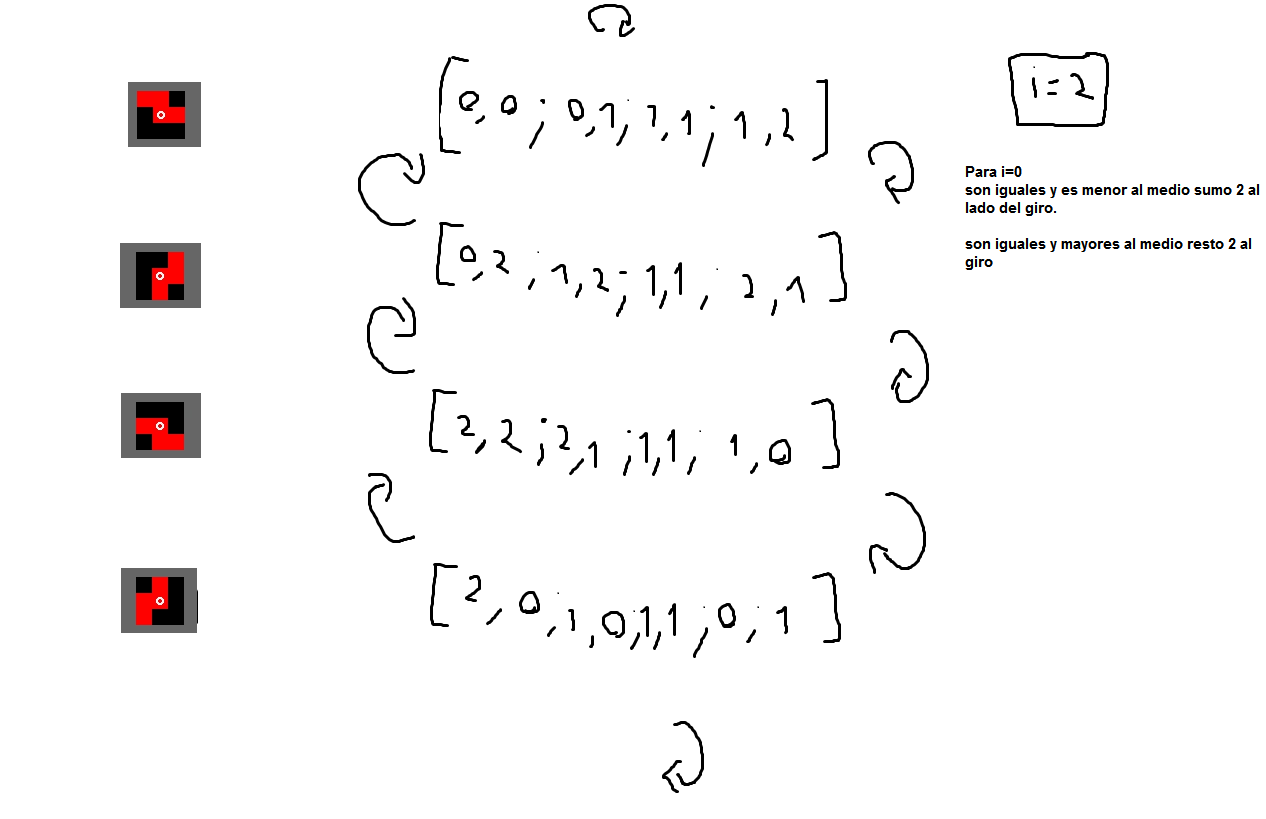 [0,0; 0,1; 1,1; 1,2]
i=2
Para i=0
son iguales y es menor al medio sumo 2 al
lado del giro.
son iguales y mayores al medio resto 2 al
giro
[0,2; 1,2; 1,1; 2,1]
[2,2; 2,1; 1,1; 1,0]
[2,0; 1,0; 1,1; 0,1]